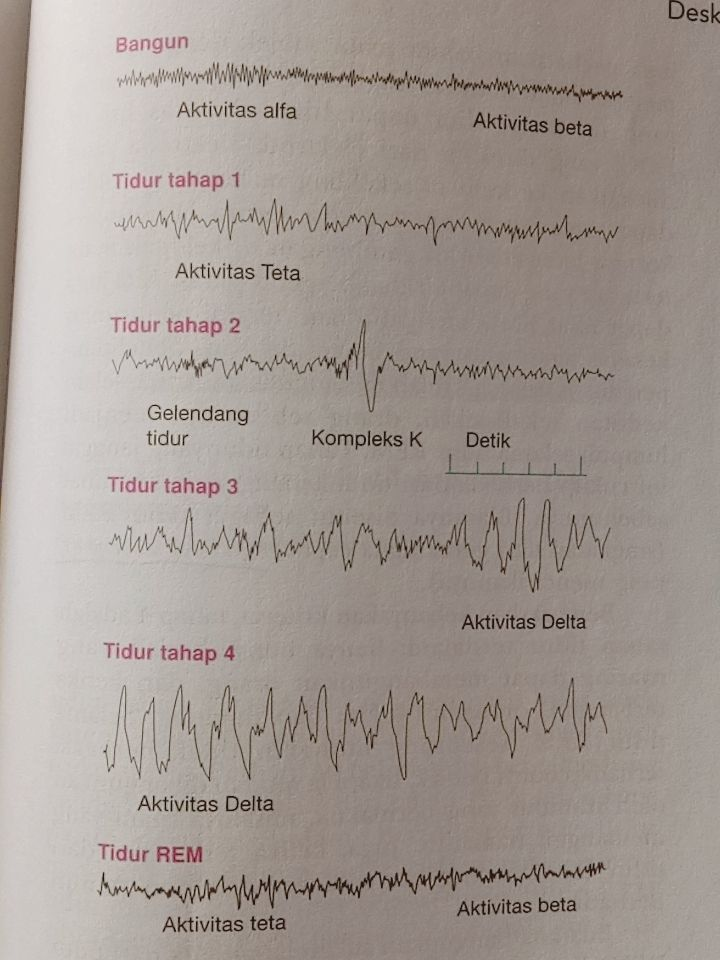 Desk
Bangun
Aktivitas alfa
Aktivitas beta
Tidur tahap 1
Aktivitas Teta
Tidur tahap 2
Gelendang
tidur
Kompleks K
Detik
Tidur tahap 3
Aktivitas Delta
Tidur tahap 4
Aktivitas Delta
Tidur REM
Aktivitas teta
Aktivitas beta